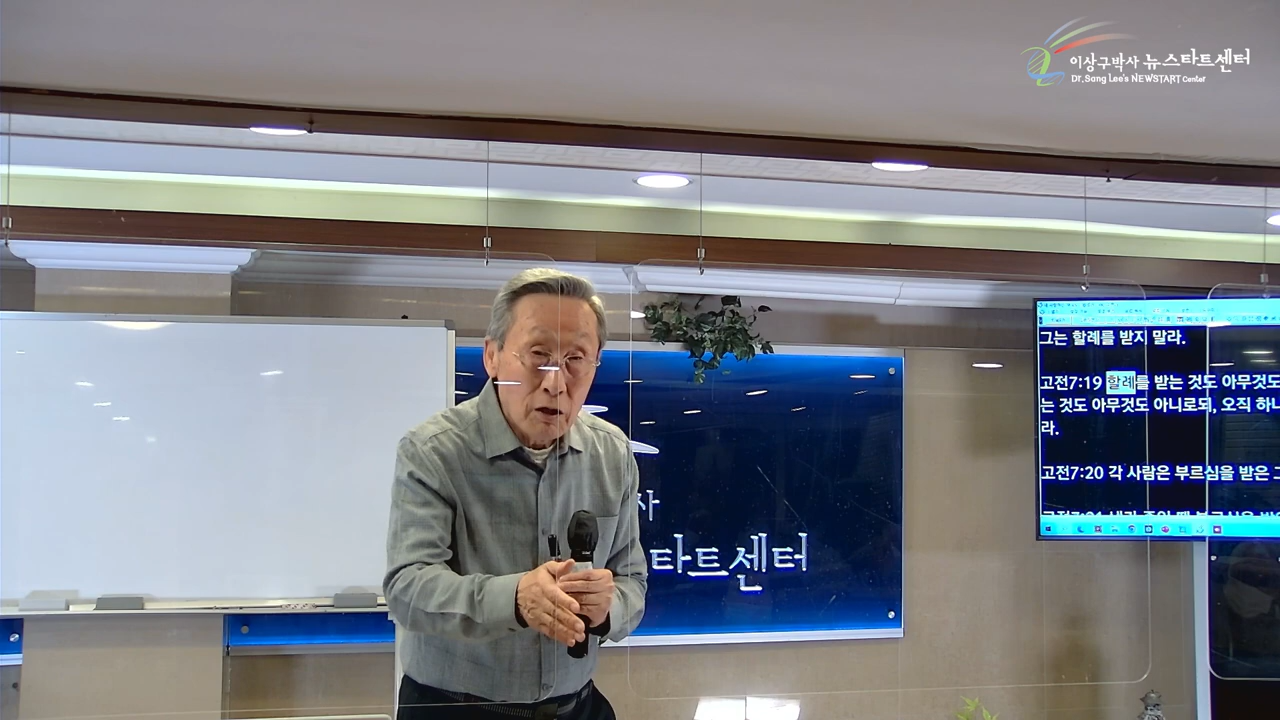 이상구박사 뉴스타트센터
Dr. Sang Lee's NEWSTART Center
그는 할례를 받지 말라.
고전7:19 할례를 받는 것도 아무것도
는 것도 아무것도 아니로되, 오직 하나
라.
고전7:20 각 사람은 부르심을 받은 그
사
타트센터